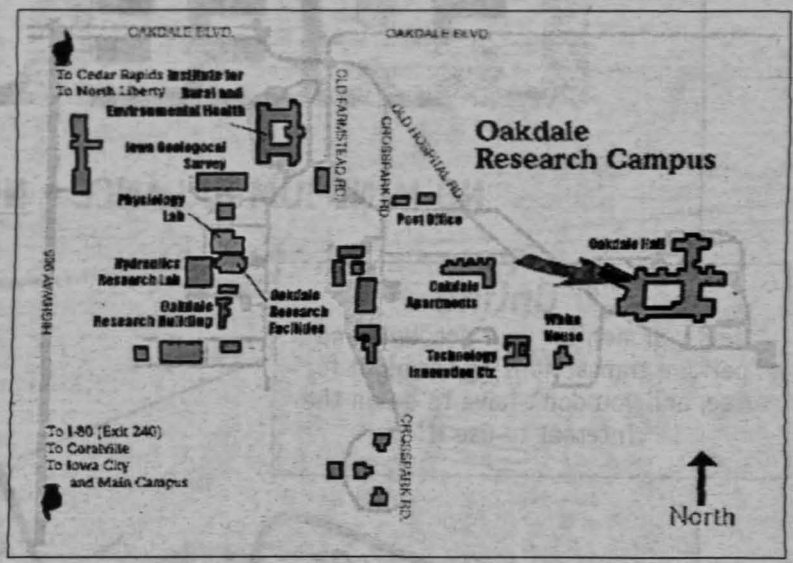 OAKDALE BLVD.
OAKDALE BLVD.
To Cedar Rapids
To North Liberty
Institute for
Rural and
Environmental Health
OLD FARMSTEAD RD.
CROSSPARK RD.
OLD HOSPITAL RD.
Oakdale
Research Campus
Iowa Geologocal
Survey
Physiology
Lab
Post Office
Oakdale Hall
HIGHWAY 965
Hydraulics
Research Lab
Oakdale
Research
Facilities
Oakdale
Apartments
Oakdale
Research Building
Technology
Innovation Ctr.
House
To I-80 (Exit 240)
To Coralville
To Iowa City
and Main Campus
CROSSPARK RD.
North